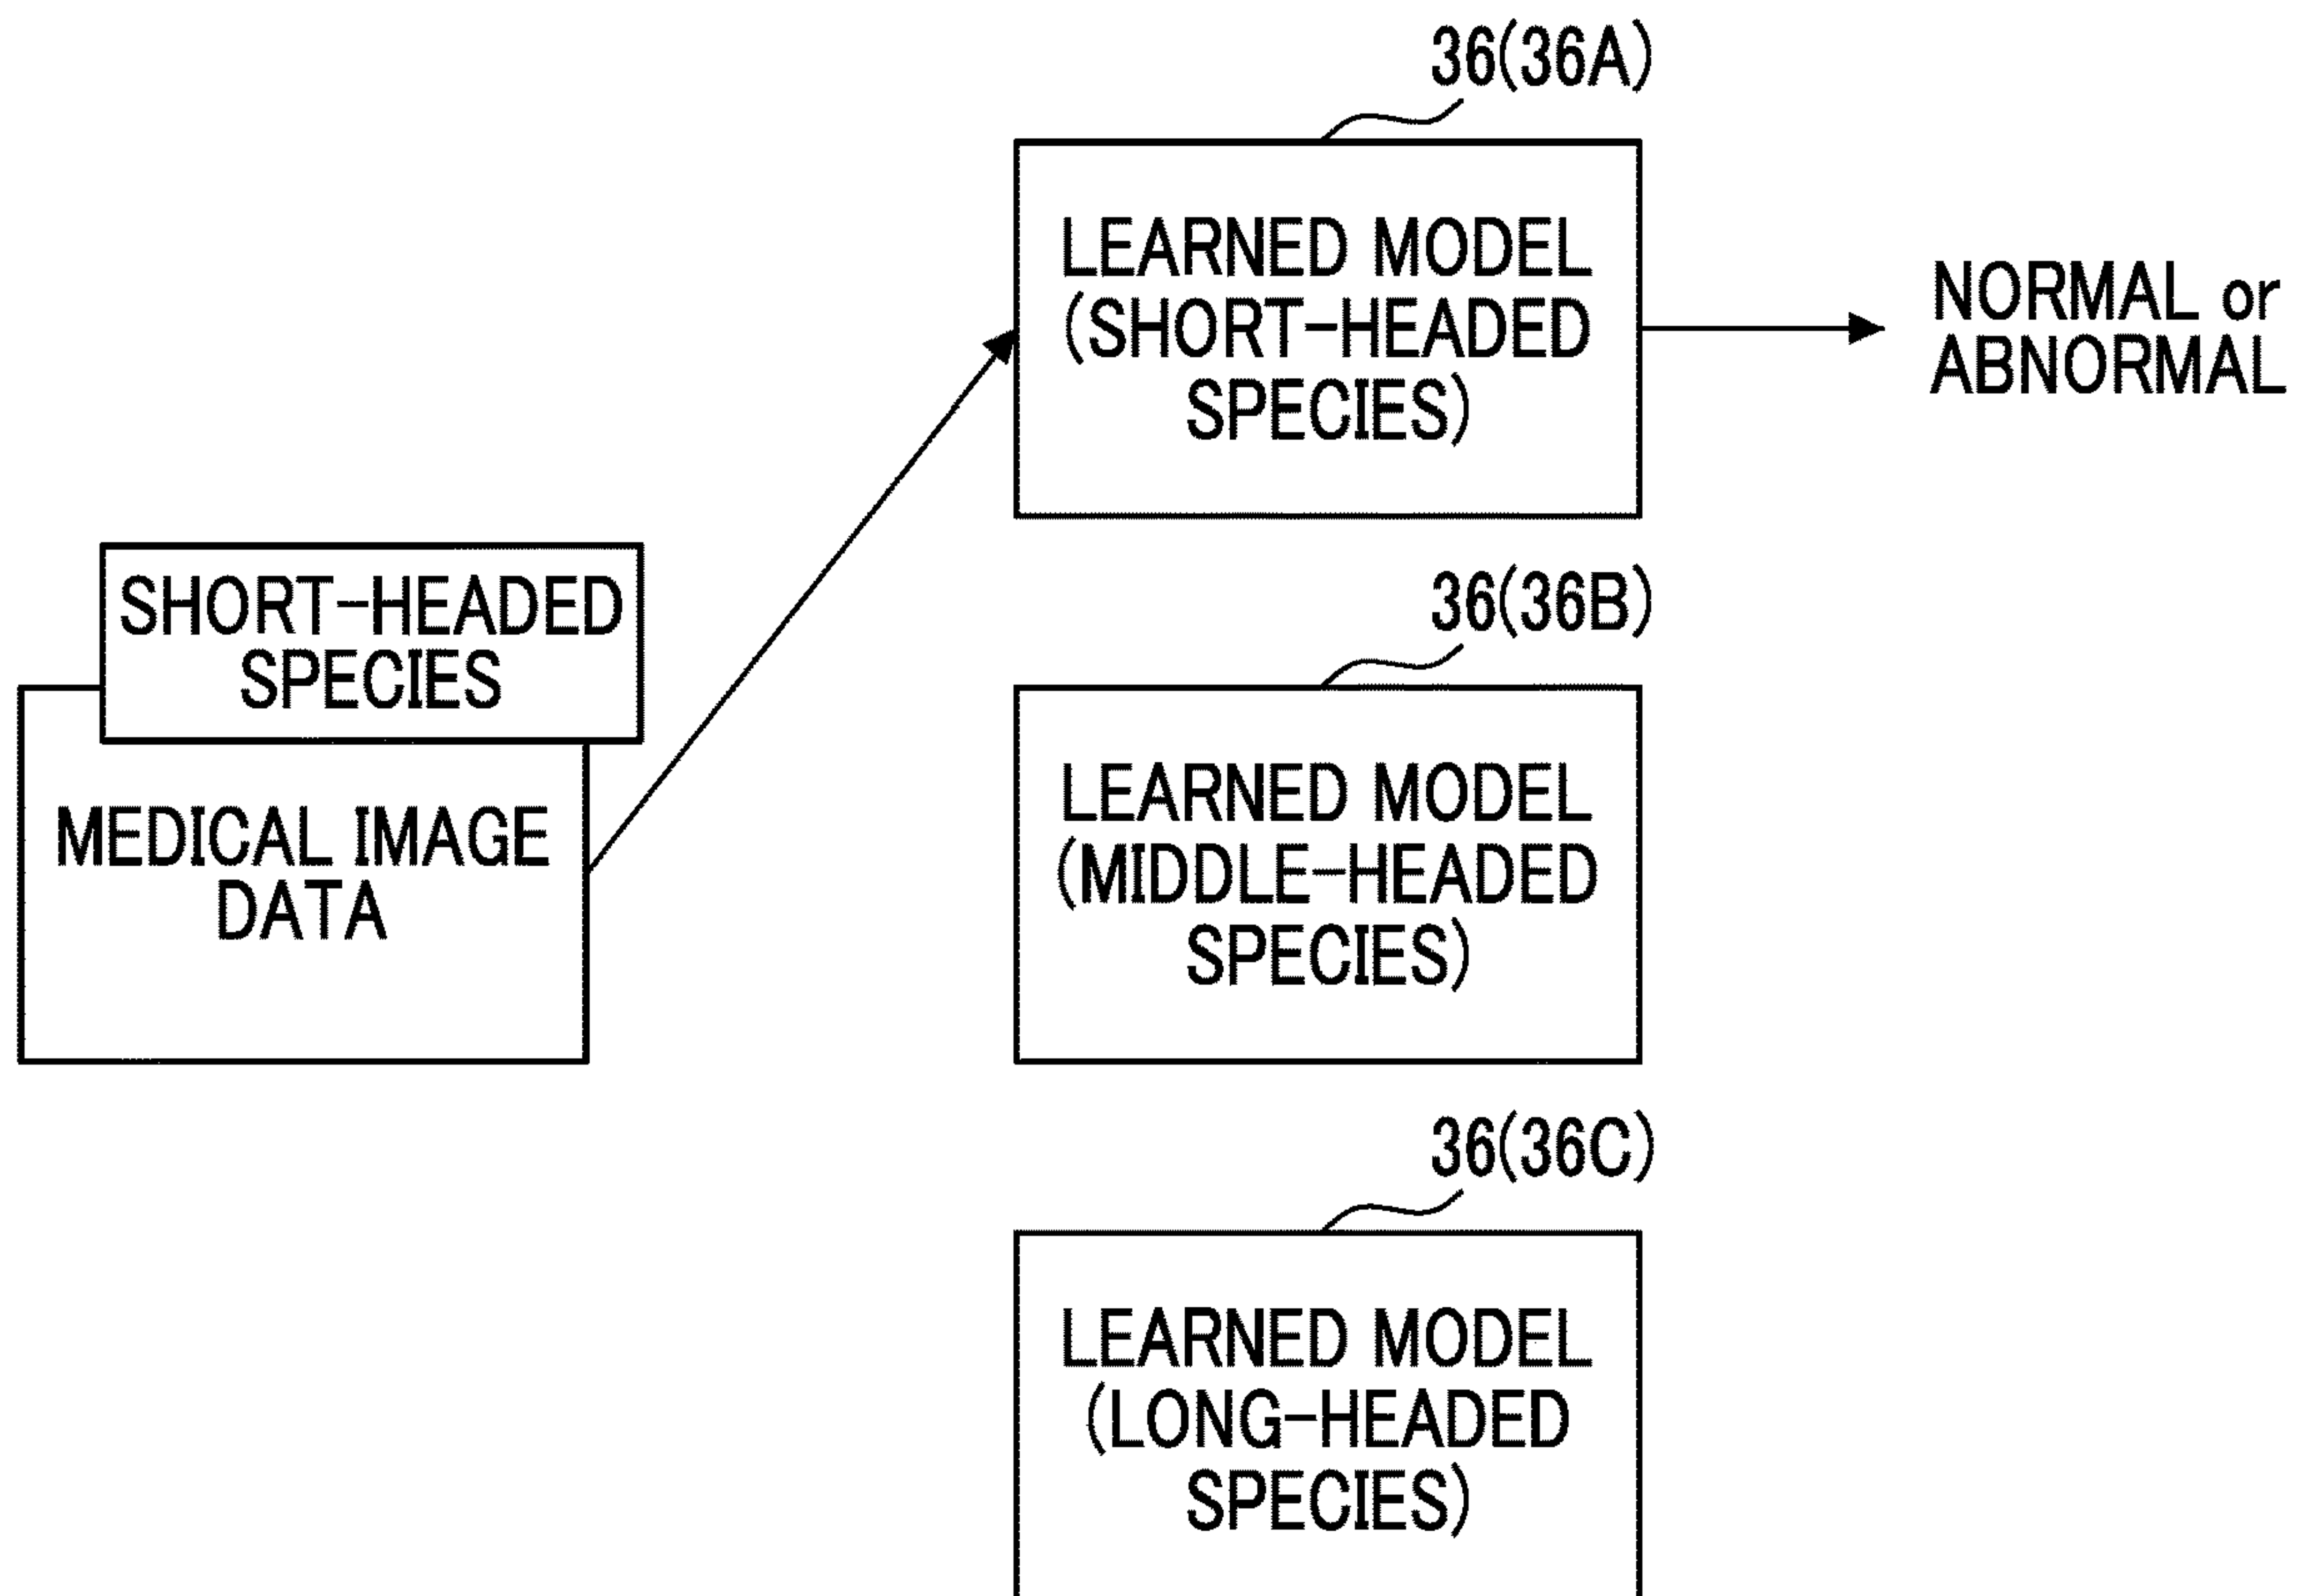 36(36A)
LEARNED MODEL
(SHORT-HEADED
SPECIES)
NORMAL or
ABNORMAL
SHORT-HEADED
SPECIES
MEDICAL IMAGE
DATA
36(36B)
LEARNED MODEL
(MIDDLE-HEADED
SPECIES)
36(36C)
LEARNED MODEL
(LONG-HEADED
SPECIES)